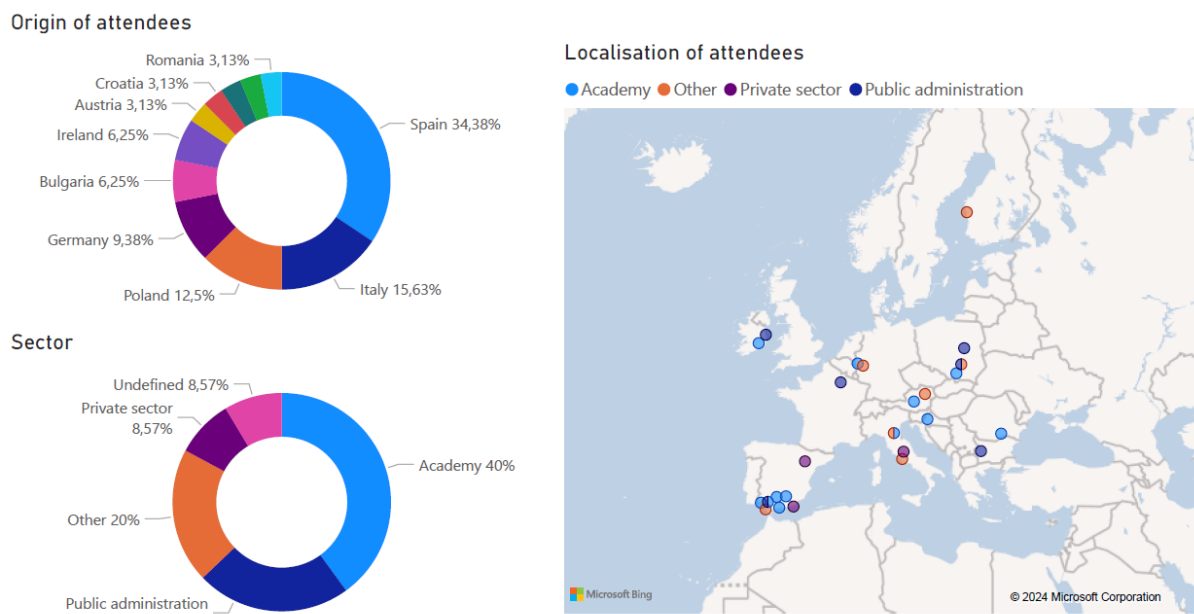 Origin of attendees
Romania 3,13%
Croatia 3,13%
Austria 3,13%
Ireland 6,25%
Bulgaria 6,25%
Germany 9,38%
Poland 12,5%
Italy 15,63%
Spain 34,38%
Sector
Undefined 8,57%
Private sector
8,57%
Other 20%
Public administration
Academy 40%
Localisation of attendees
Academy Other Private sector Public administration
Microsoft Bing
© 2024 Microsoft Corporation